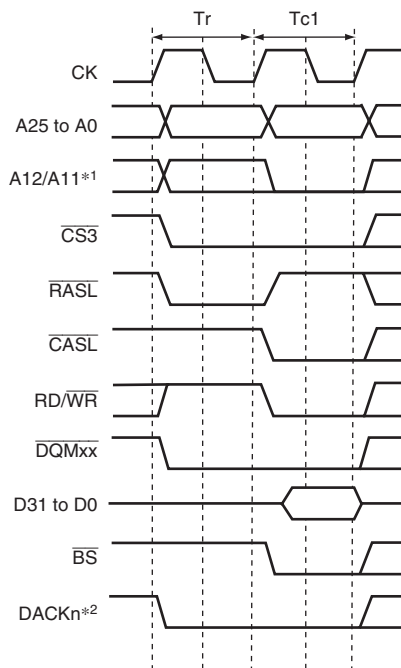 Tr Tc1
CK
A25 to A0
A12/A11*1
CS3
RASL
CASL
RD/WR
DQMxx
D31 to D0
BS
DACKn*2